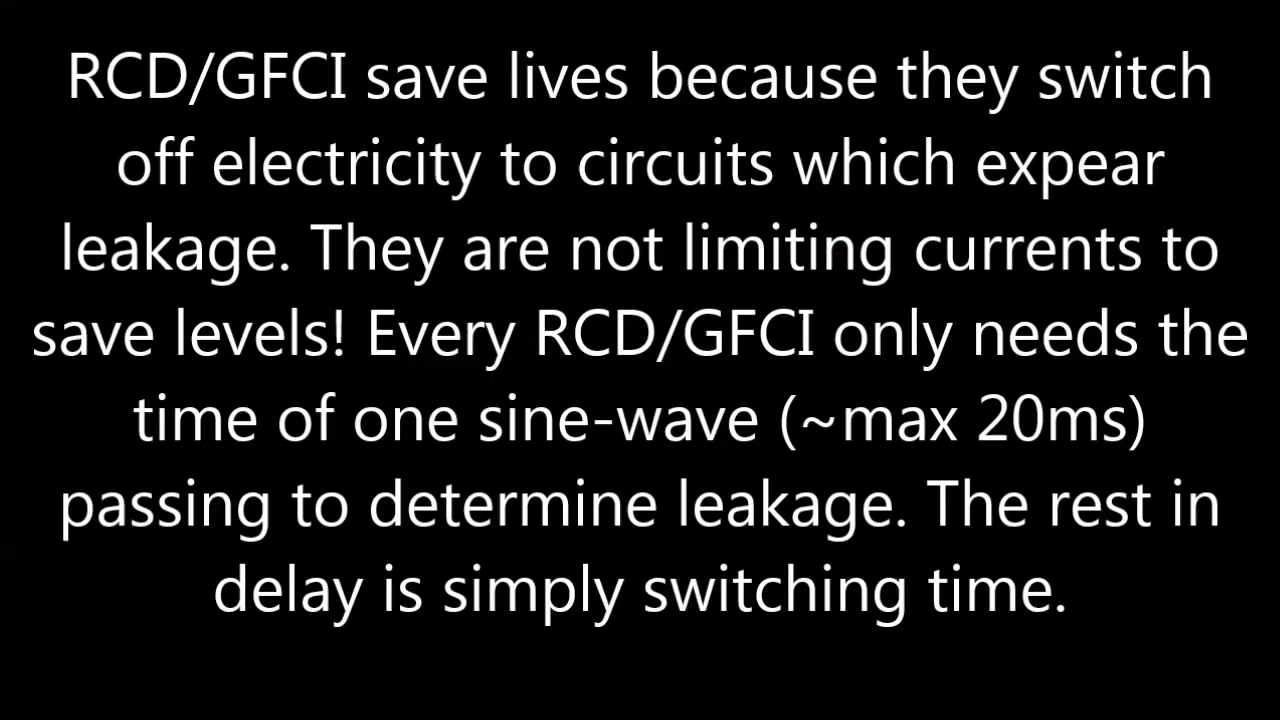 RCD/GFCI save lives because they switch
off electricity to circuits which expear
leakage. They are not limiting currents to
save levels! Every RCD/GFCI only needs the
time of one sine-wave (~max 20ms)
passing to determine leakage. The rest in
delay is simply switching time.